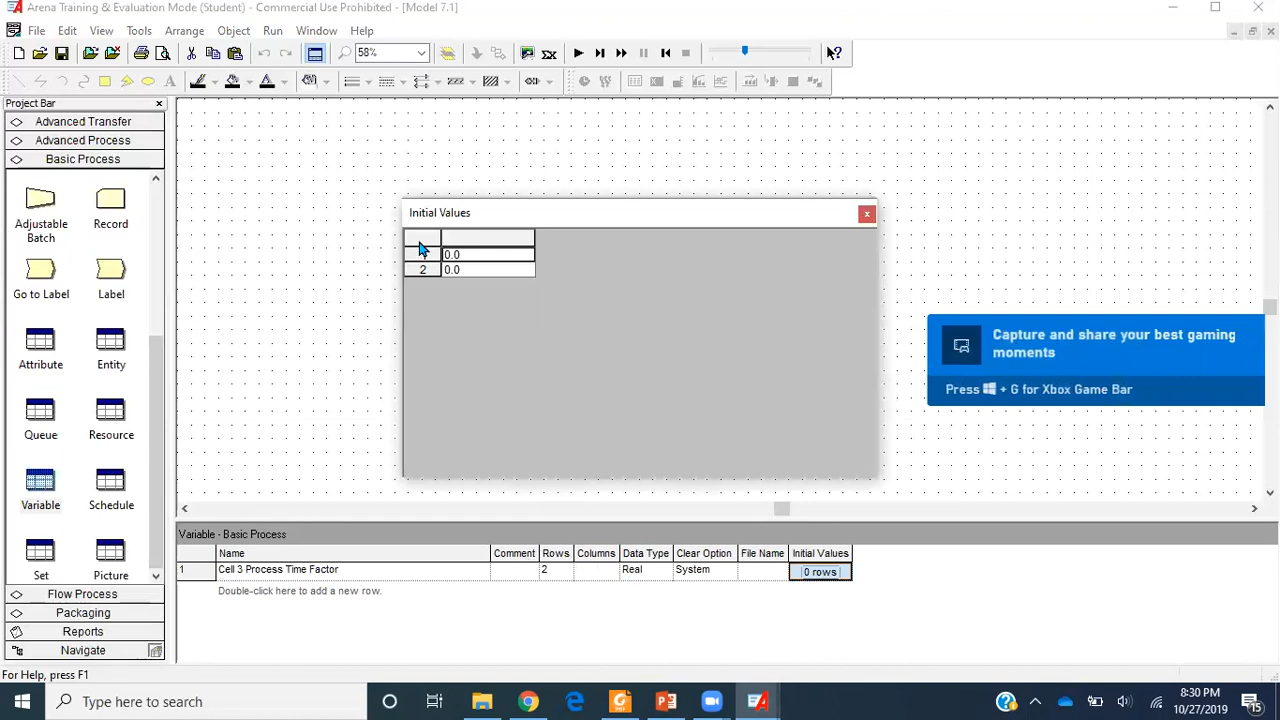 Arena Training & Evaluation Mode (Student) - Commercial Use Prohibited - [Model 7.1]
File Edit View Tools Arrange Object Run Window Help
58%
Project Bar
Advanced Transfer
Advanced Process
Basic Process
Adjustable Batch
Record
Go to Label
Label
Attribute
Entity
Queue
Resource
Variable
Schedule
Set
Picture
Flow Process
Packaging
Reports
Navigate
Initial Values
0.0
2 0.0
Capture and share your best gaming
moments
Press + G for Xbox Game Bar
Variable - Basic Process
Name Comment Rows Columns Data Type Clear Option File Name Initial Values
1 Cell 3 Process Time Factor 2 Real System 0 rows
Double-click here to add a new row.
For Help, press F1
Type here to search
8:30 PM
10/27/2019
15